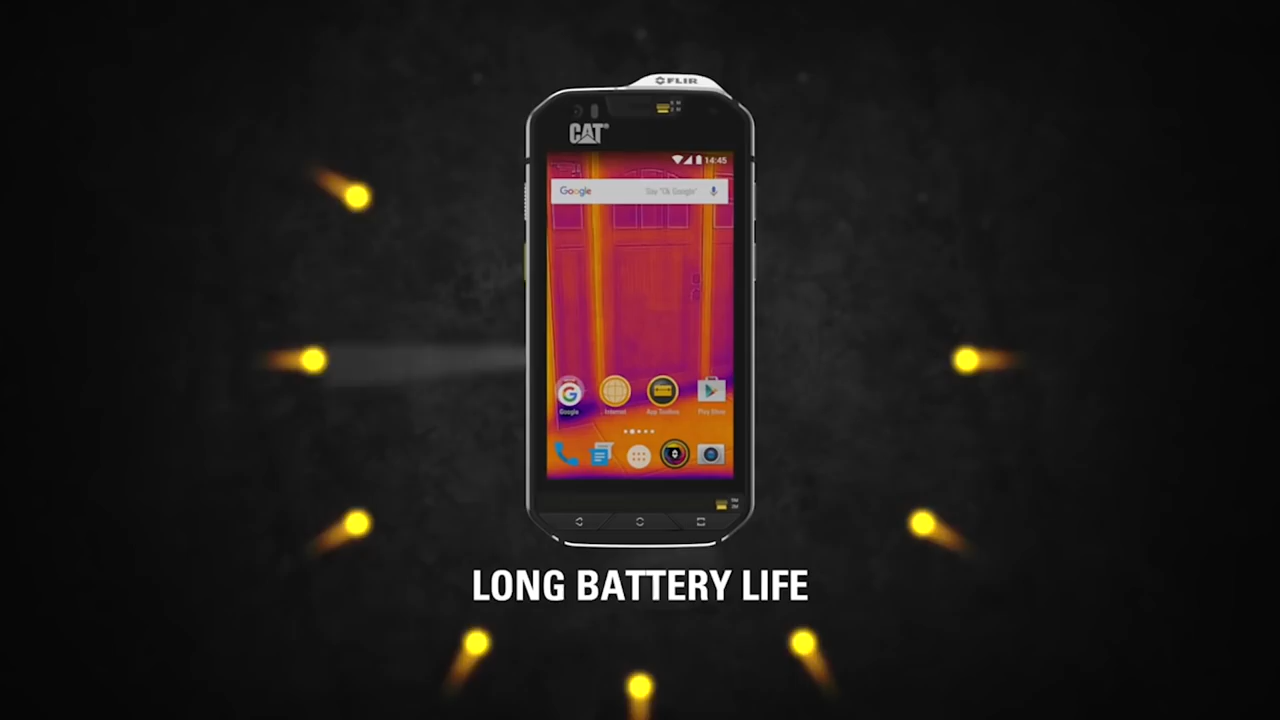 FLIR
CAT®
14:45
Google Say "Ok Google"
Google Internet App Toolbox Play Store
LONG BATTERY LIFE